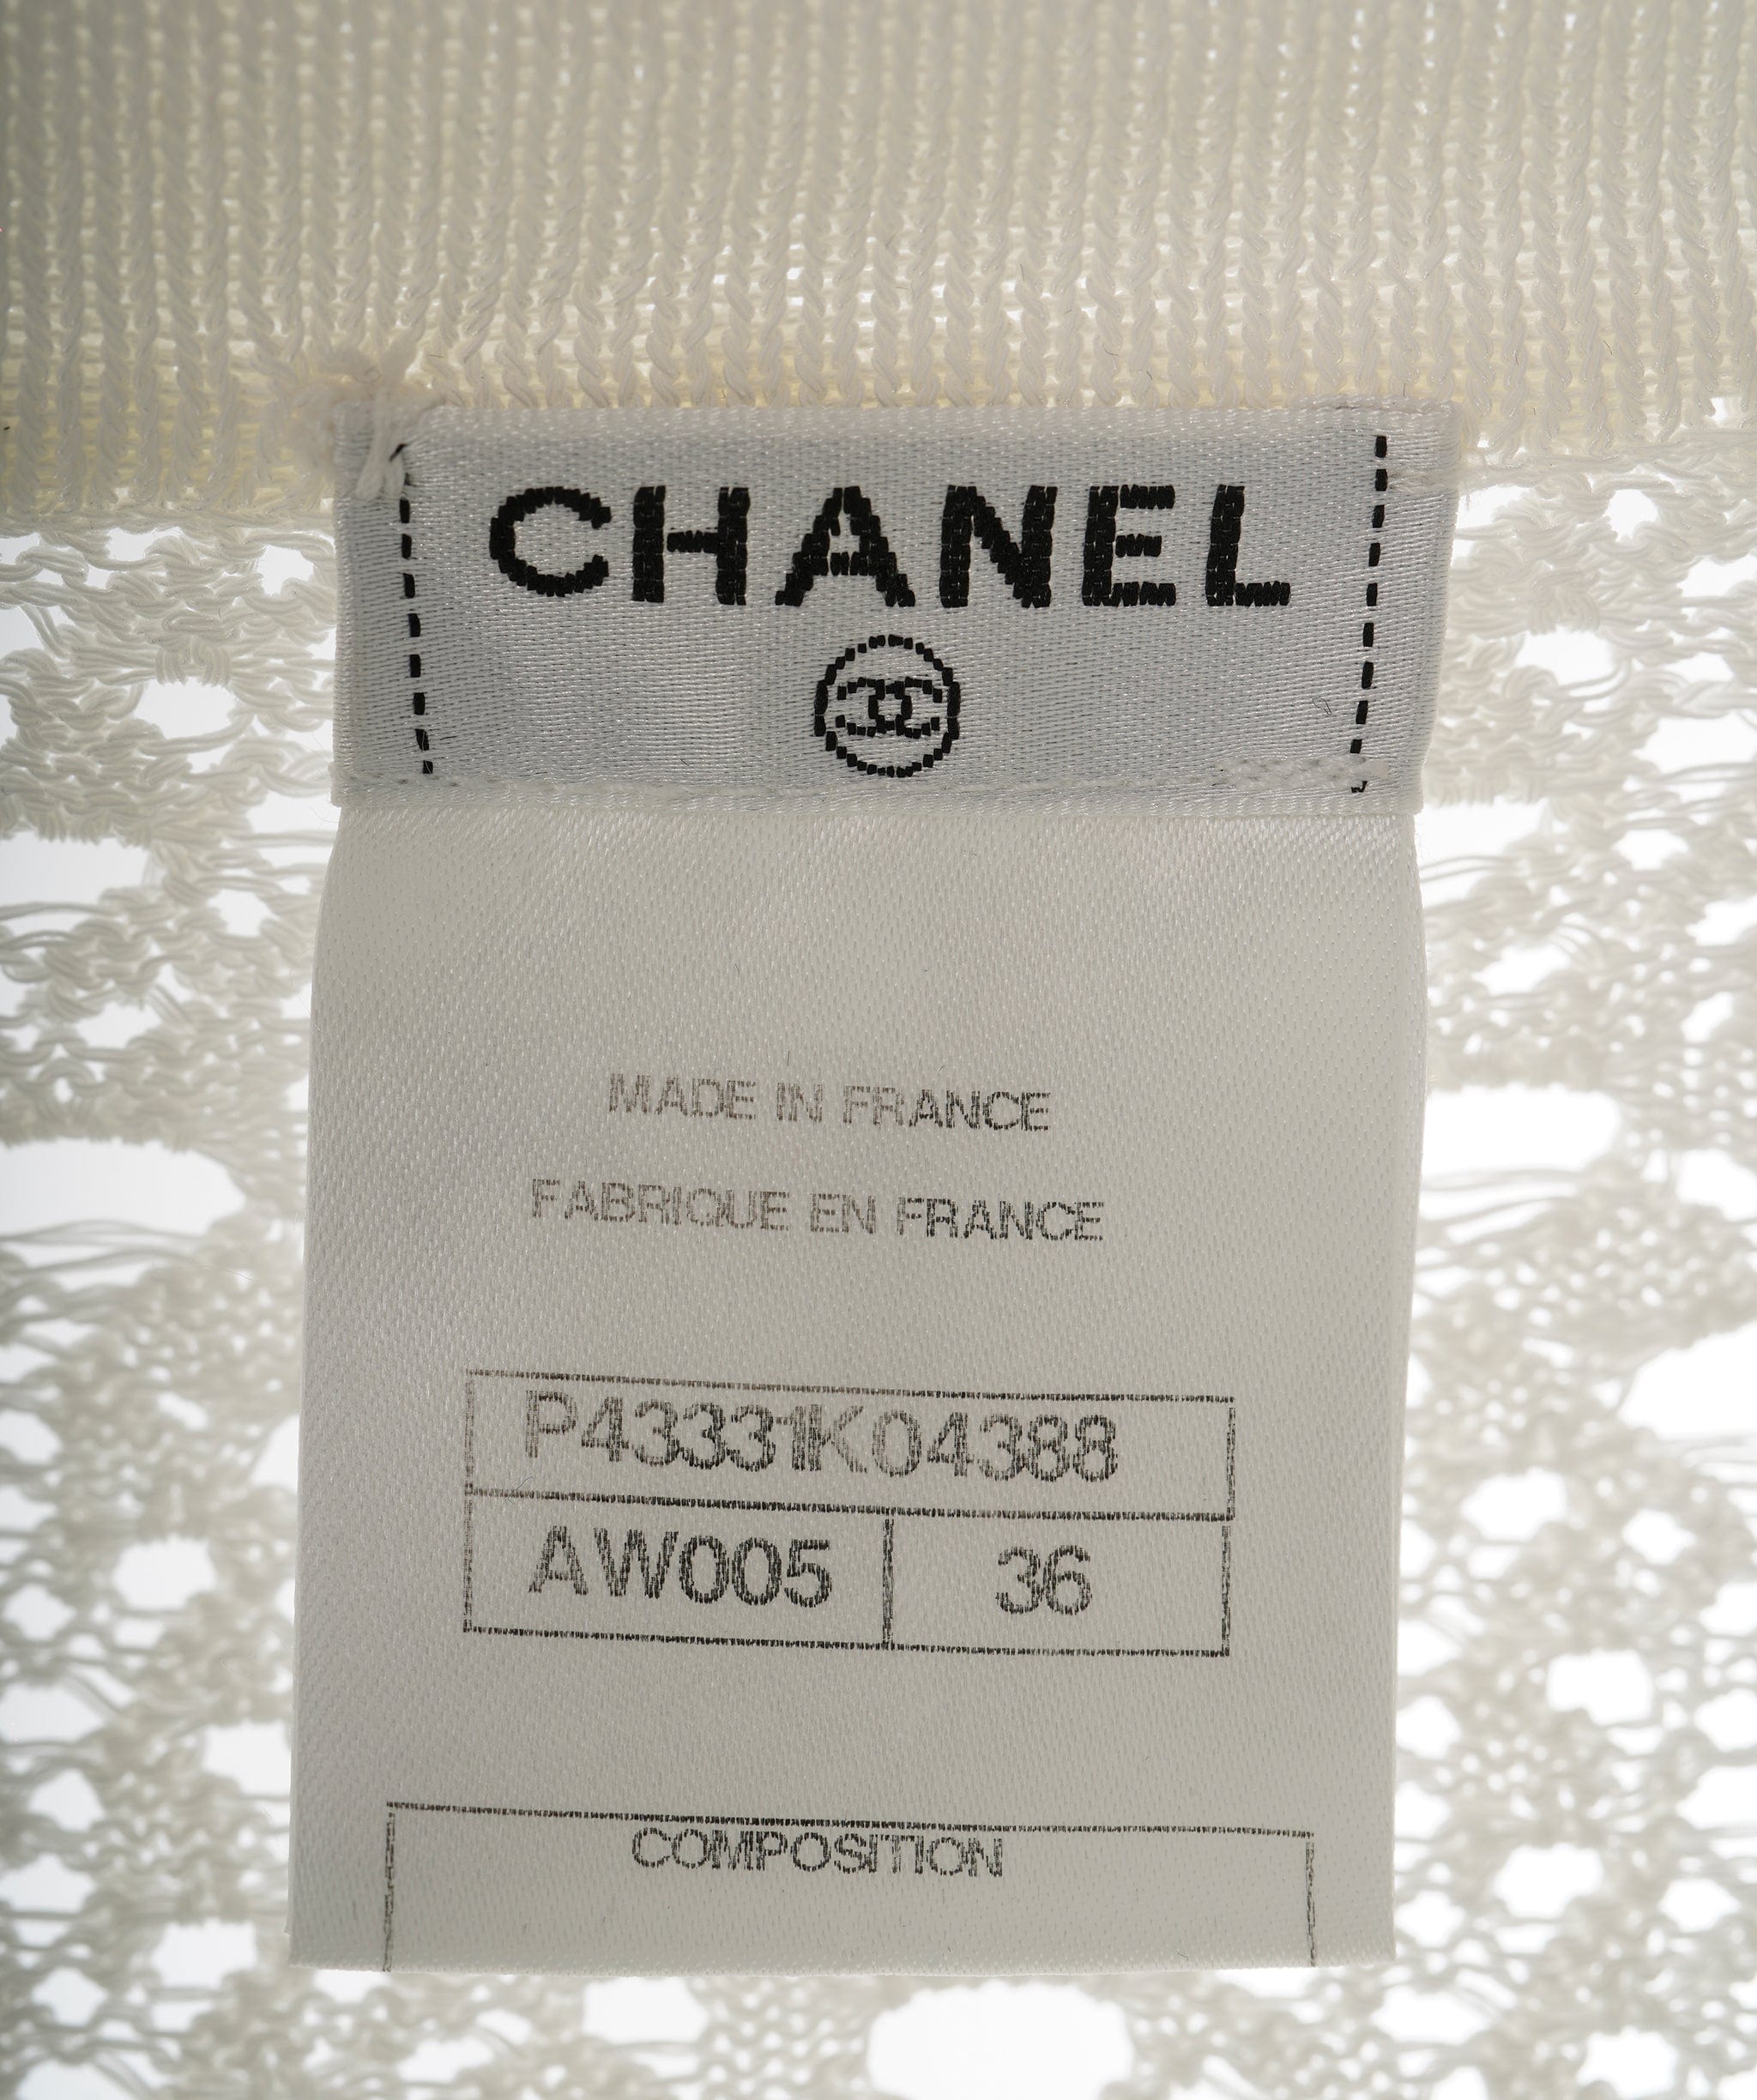 CHANEL
MADE IN FRANCE
FABRIQUE EN FRANCE
P43331K04388
AW005 36
COMPOSITION